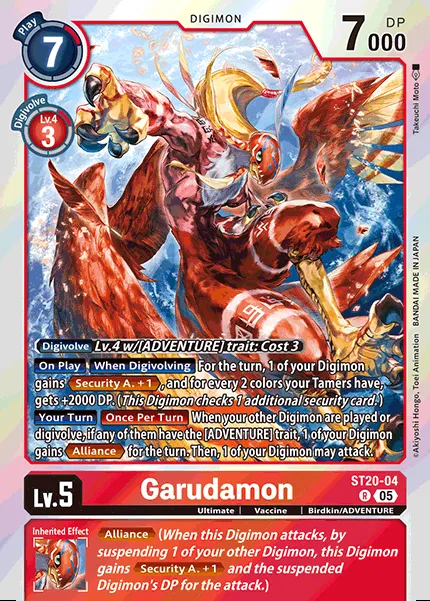 Play
7
DIGIMON
7000
DP
Digivolve
Lv.4
3
Takeuchi Moto
©Akiyoshi Hongo, Toei Animation BANDAI MADE IN JAPAN
Digivolve Lv.4 w/[ADVENTURE] trait: Cost 3
On Play When Digivolving For the turn, 1 of your Digimon
gains Security A. +1, and for every 2 colors your Tamers have,
gets +2000 DP. (This Digimon checks 1 additional security card.)
Your Turn Once Per Turn When your other Digimon are played or
digivolve, if any of them have the [ADVENTURE] trait, 1 of your Digimon
gains Alliance for the turn. Then, 1 of your Digimon may attack.
Lv.5
Garudamon
ST20-04
R 05
Ultimate Vaccine Birdkin/ADVENTURE
Inherited Effect
Alliance (When this Digimon attacks, by
suspending 1 of your other Digimon, this Digimon
gains Security A. +1 and the suspended
Digimon's DP for the attack.)